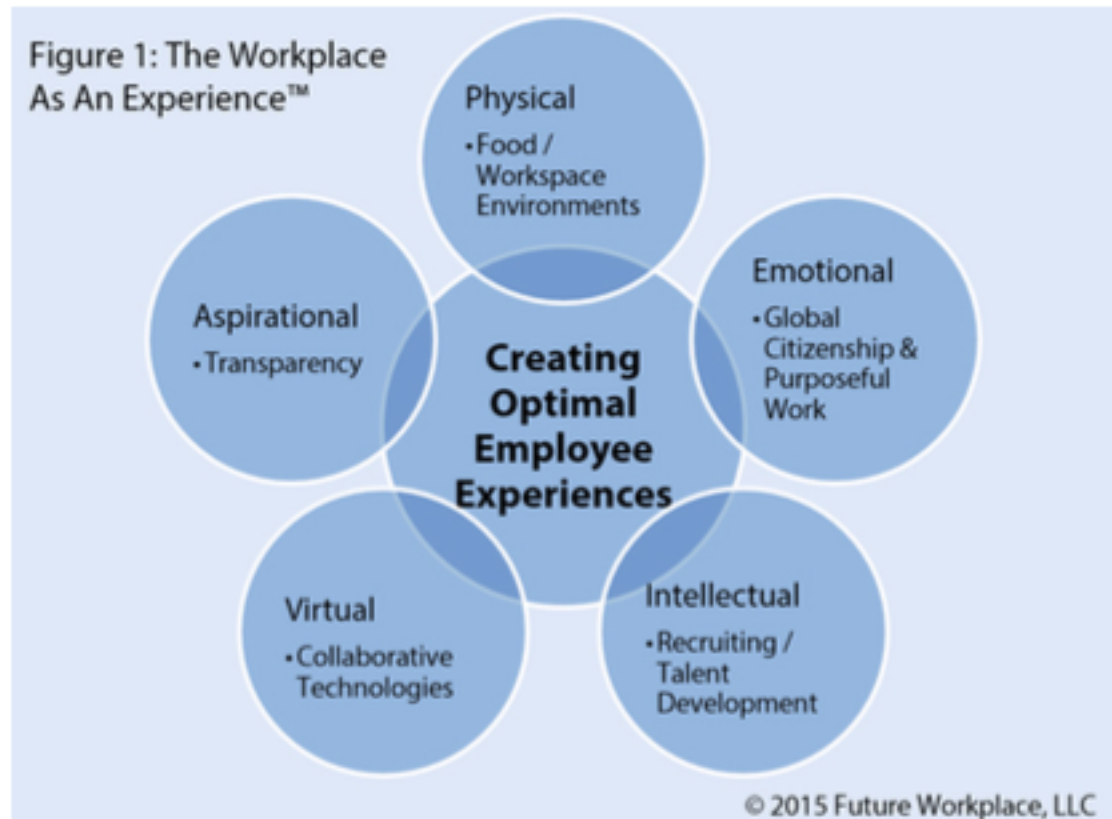 Figure 1: The Workplace
As An Experience™
Physical
•Food /
Workspace
Environments
Emotional
•Global
Citizenship &
Purposeful
Work
Aspirational
•Transparency
Creating
Optimal
Employee
Experiences
Virtual
•Collaborative
Technologies
Intellectual
•Recruiting /
Talent
Development
© 2015 Future Workplace, LLC